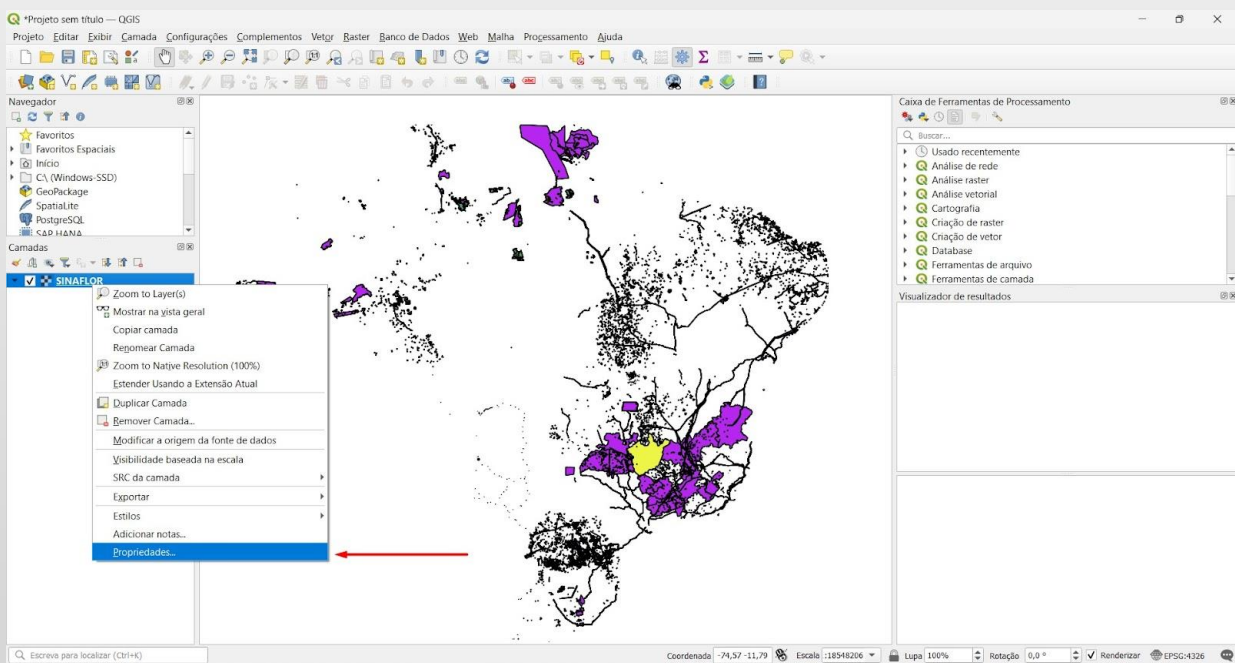 *Projeto sem título — QGIS
Projeto Editar Exibir Camada Configurações Complementos Vetor Raster Banco de Dados Web Malha Processamento Ajuda
Navegador
Favoritos
Favoritos Espaciais
Início
C:\ (Windows-SSD)
GeoPackage
SpatiaLite
PostgreSQL
SAP HANA
Camadas
SINAFLOR
Zoom to Layer(s)
Mostrar na vista geral
Copiar camada
Renomear Camada
Zoom to Native Resolution (100%)
Estender Usando a Extensão Atual
Duplicar Camada
Remover Camada...
Modificar a origem da fonte de dados
Visibilidade baseada na escala
SRC da camada
Exportar
Estilos
Adicionar notas...
Propriedades...
Caixa de Ferramentas de Processamento
Buscar...
Usado recentemente
Análise de rede
Análise raster
Análise vetorial
Cartografia
Criação de raster
Criação de vetor
Database
Ferramentas de arquivo
Ferramentas de camada
Visualizador de resultados
Escreva para localizar (Ctrl+K)
Coordenada -74,57 -11,79 Escala :18548206 Lupa 100% Rotação 0,0 ° Renderizar EPSG:4326